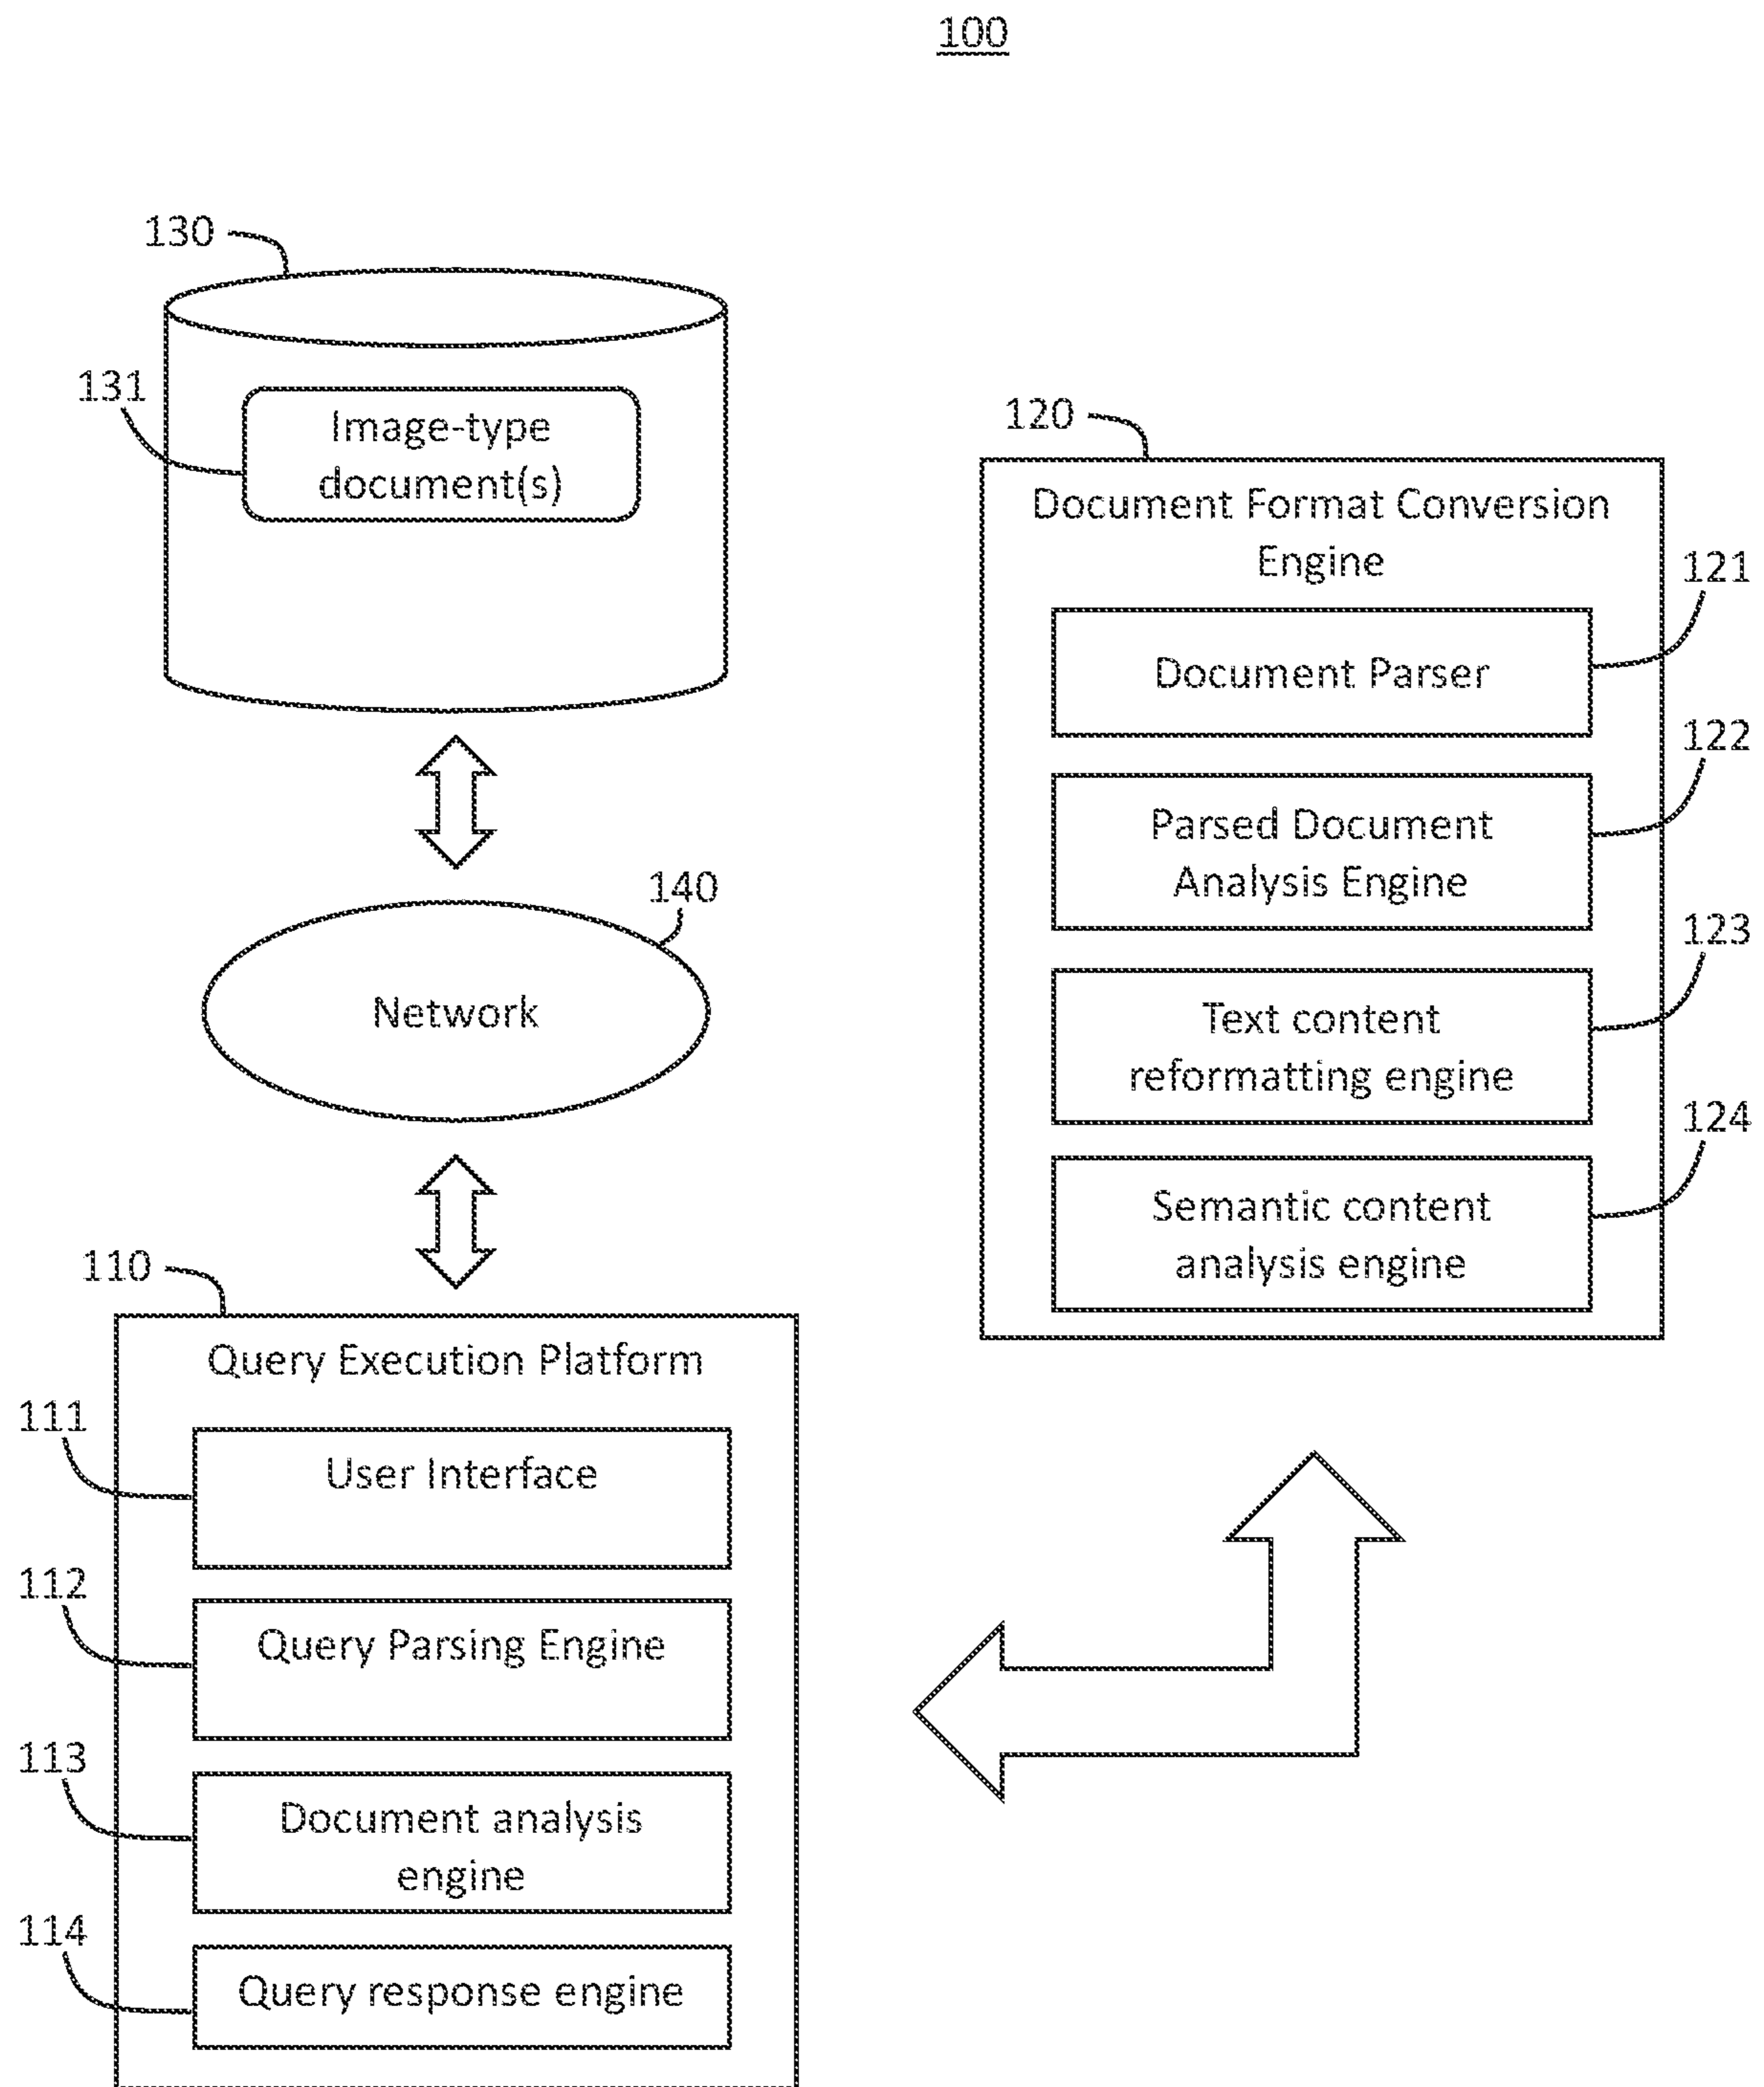 100
130
131
Image-type
document(s)
140
Network
110
Query Execution Platform
111
User Interface
112
Query Parsing Engine
113
Document analysis
engine
114
Query response engine
120
Document Format Conversion
Engine
121
Document Parser
122
Parsed Document
Analysis Engine
123
Text content
reformatting engine
124
Semantic content
analysis engine